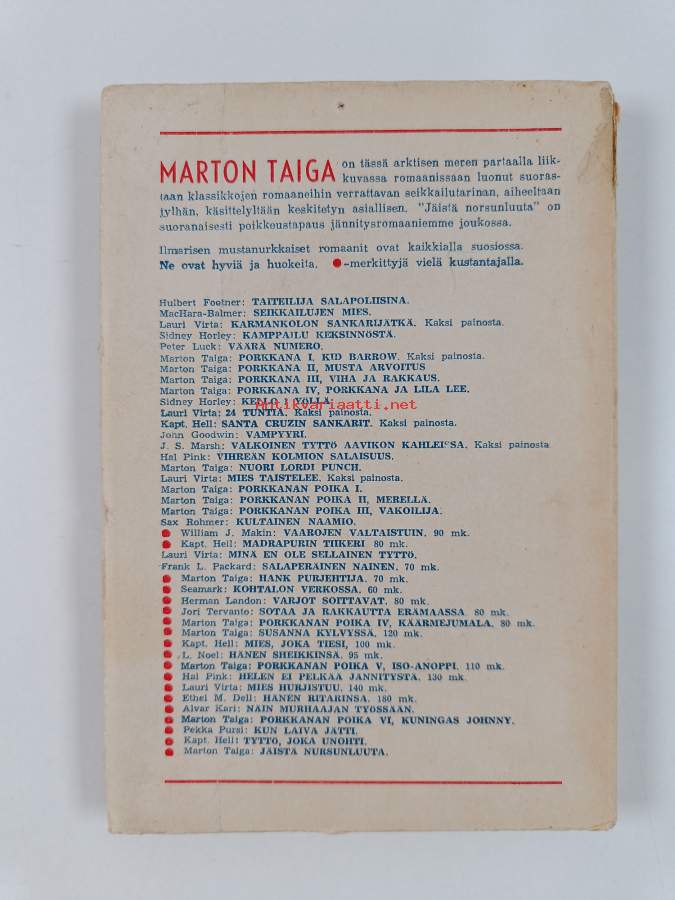 MARTON TAIGA on tässä arktisen meren partaalla liik-
kuvassa romaanissaan luonut suoras-
taan klassikkojen romaaneihin verrattavan seikkailutarinan, aiheeltaan
jylhän, käsittelyltään keskitetyn asiallisen. "Jäistä norsunluuta" on
suoranaisesti poikkeustapaus jännitysromaaniemme joukossa.
Ilmarisen mustanurkkaiset romaanit ovat kaikkialla suosiossa.
Ne ovat hyviä ja huokeita. ●-merkittyjä vielä kustantajalla.
Hulbert Footner: TAITEILIJA SALAPOLIISINA.
MacHara-Balmer: SEIKKAILUJEN MIES.
Lauri Virta: KARMANKOLON SANKARIJÄTKÄ. Kaksi painosta.
Sidney Horley: KAMPPAILU KEKSINNÖSTÄ.
Peter Luck: VÄÄRÄ NUMERO.
Marton Taiga: PORKKANA I, KID BARROW. Kaksi painosta.
Marton Taiga: PORKKANA II, MUSTA ARVOITUS
Marton Taiga: PORKKANA III, VIHA JA RAKKAUS.
Marton Taiga: PORKKANA IV, PORKKANA JA LILA LEE.
Sidney Horley: KELLO 1 YÖLLÄ.
Antikvariaatti.net
Lauri Virta: 24 TUNTIA. Kaksi painosta.
Kapt. Hell: SANTA CRUZIN SANKARIT. Kaksi painosta.
John Goodwin: VAMPYYRI.
J. S. Marsh: VALKOINEN TYTTÖ AAVIKON KAHLEISSA. Kaksi painosta
Hal Pink: VIHREÄN KOLMION SALAISUUS.
Marton Taiga: NUORI LORDI PUNCH.
Lauri Virta: MIES TAISTELEE. Kaksi painosta.
Marton Taiga: PORKKANAN POIKA I.
Marton Taiga: PORKKANAN POIKA II, MERELLÄ.
Marton Taiga: PORKKANAN POIKA III, VAKOILIJA.
Sax Rohmer: KULTAINEN NAAMIO.
● William J. Makin: VAAROJEN VALTAISTUIN. 90 mk.
● Kapt. Hell: MADRAPURIN TIIKERI 80 mk.
Lauri Virta: MINÄ EN OLE SELLAINEN TYTTÖ.
Frank L. Packard: SALAPERÄINEN NAINEN. 70 mk.
● Marton Taiga: HANK PURJEHTIJA. 70 mk.
● Seamark: KOHTALON VERKOSSA. 60 mk.
● Herman Landon: VARJOT SOITTAVAT. 80 mk.
● Jori Tervanto: SOTAA JA RAKKAUTTA ERÄMAASSA. 80 mk.
● Marton Taiga: PORKKANAN POIKA IV, KÄÄRMEJUMALA. 80 mk.
● Marton Taiga: SUSANNA KYLVYSSÄ. 120 mk.
● Kapt. Hell: MIES, JOKA TIESI, 100 mk.
● L. Noel: HÄNEN SHEIKKINSÄ. 95 mk.
● Marton Taiga: PORKKANAN POIKA V, ISO-ANOPPI. 110 mk.
● Hal Pink: HELEN EI PELKÄÄ JÄNNITYSTÄ. 130 mk.
● Lauri Virta: MIES HURJISTUU. 140 mk.
● Ethel M. Dell: HÄNEN RITARINSA. 180 mk.
● Alvar Kari: NÄIN MURHAAJAN TYÖSSÄÄN.
● Marton Taiga: PORKKANAN POIKA VI, KUNINGAS JOHNNY.
● Pekka Pursi: KUN LAIVA JÄTTI.
● Kapt. Hell: TYTTÖ, JOKA UNOHTI.
● Marton Taiga: JÄISTÄ NURSUNLUUTA.